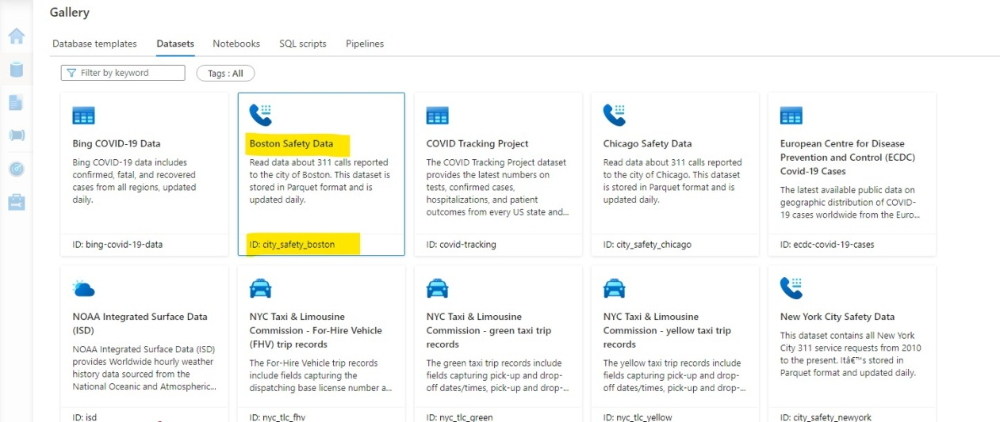 Gallery
Database templates
Datasets
Notebooks
SQL scripts
Pipelines
Filter by keyword
Tags : All
Bing COVID-19 Data
Bing COVID-19 data includes
confirmed, fatal, and recovered
cases from all regions, updated
daily.
ID: bing-covid-19-data
Boston Safety Data
Read data about 311 calls reported
to the city of Boston. This dataset is
stored in Parquet format and is
updated daily.
ID: city_safety_boston
COVID Tracking Project
The COVID Tracking Project dataset
provides the latest numbers on
tests, confirmed cases,
hospitalizations, and patient
outcomes from every US state and...
ID: covid-tracking
Chicago Safety Data
Read data about 311 calls reported
to the city of Chicago. This dataset
is stored in Parquet format and is
updated daily.
ID: city_safety_chicago
European Centre for Disease
Prevention and Control (ECDC)
Covid-19 Cases
The latest available public data on
geographic distribution of COVID-
19 cases worldwide from the Euro...
ID: ecdc-covid-19-cases
NOAA Integrated Surface Data
(ISD)
NOAA Integrated Surface Data (ISD)
provides Worldwide hourly weather
history data sourced from the
National Oceanic and Atmospheric...
ID: isd
NYC Taxi & Limousine
Commission - For-Hire Vehicle
(FHV) trip records
The For-Hire Vehicle trip records
include fields capturing the
dispatching base license number a...
ID: nyc_tlc_fhv
NYC Taxi & Limousine
Commission - green taxi trip
records
The green taxi trip records include
fields capturing pick-up and drop-
off dates/times, pick-up and drop-...
ID: nyc_tlc_green
NYC Taxi & Limousine
Commission - yellow taxi trip
records
The yellow taxi trip records include
fields capturing pick-up and drop-
off dates/times, pick-up and drop-...
ID: nyc_tlc_yellow
New York City Safety Data
This dataset contains all New York
City 311 service requests from 2010
to the present. Itâ€™s stored in
Parquet format and updated daily.
ID: city_safety_newyork